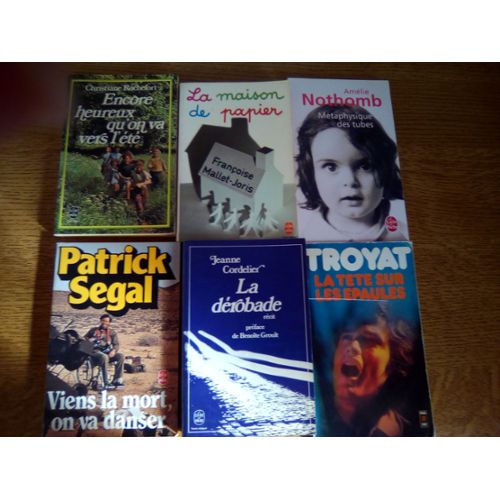 Christiane Rochefort
Encore
heureux
qu'on va
vers l'été
La maison
de papier
Françoise
Mallet-Joris
Amélie
Nothomb
Métaphysique
des tubes
Patrick
Segal
Viens la mort,
on va danser
Jeanne
Cordelier
La
dérobade
récit
préface
de Benoîte Groult
TROYAT
LA TETE SUR
LES EPAULES